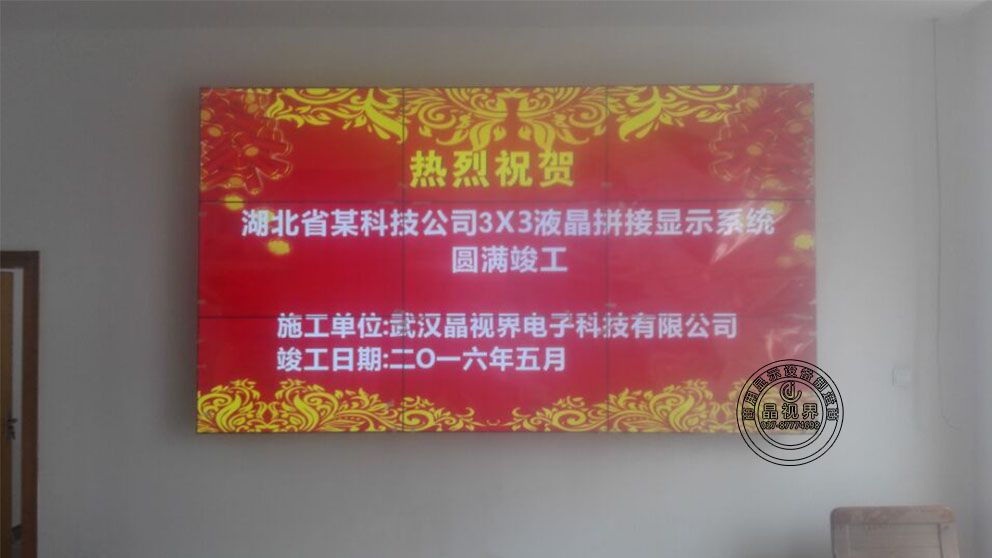 热烈祝贺
湖北省某科技公司3X3液晶拼接显示系统
圆满竣工
施工单位:武汉晶视界电子科技有限公司
竣工日期:二O一六年五月
晶视界
027-87774698